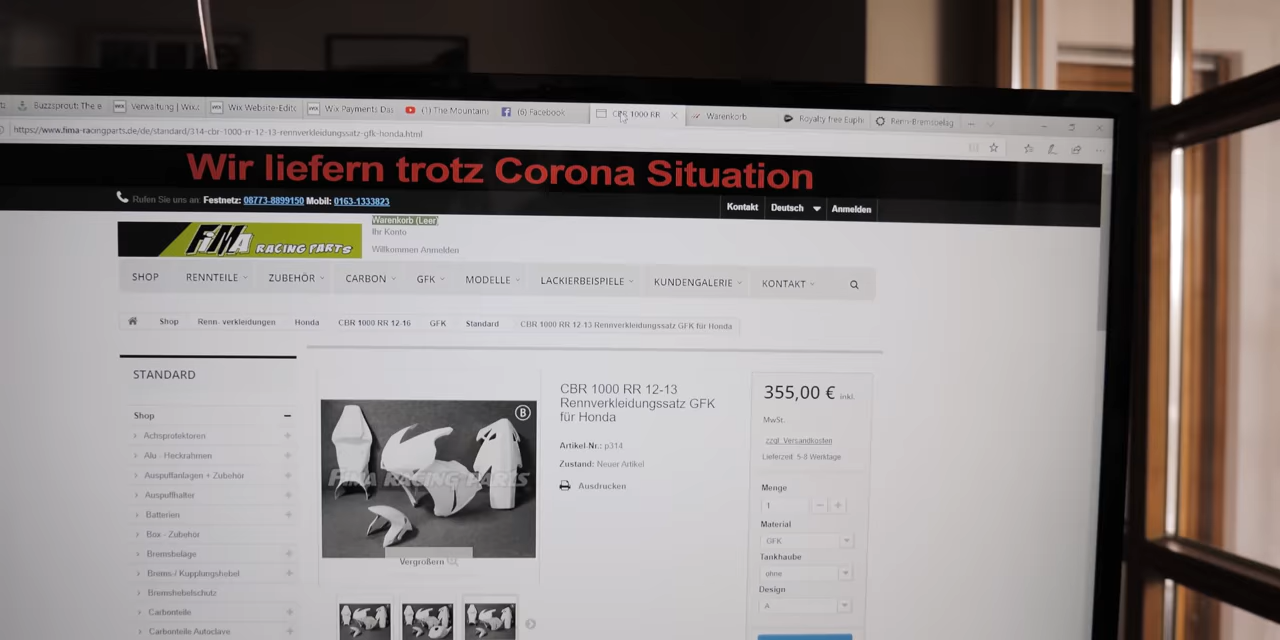 Buzzsprout: The e
Verwaltung | Wix.
Wix Website-Edito
Wix Payments Das
(1) The Mountains
(6) Facebook
CBR 1000 RR
Warenkorb
Royalty free Euph
Renn-Bremsbelag
https://www.fima-racingparts.de/de/standard/314-cbr-1000-rr-12-13-rennverkleidungssatz-gfk-honda.html
Wir liefern trotz Corona Situation
Rufen Sie uns an: Festnetz: 08773-8899150 Mobil: 0163-1333823
Kontakt Deutsch Anmelden
Warenkorb (Leer)
Ihr Konto
Willkommen Anmelden
FiMA RACING PARTS
SHOP RENNTEILE ZUBEHÖR CARBON GFK MODELLE LACKIERBEISPIELE KUNDENGALERIE KONTAKT
Shop Renn- verkleidungen Honda CBR 1000 RR 12-16 GFK Standard CBR 1000 RR 12-13 Rennverkleidungssatz GFK für Honda
STANDARD
Shop
Achsprotektoren
Alu - Heckrahmen
Auspuffanlagen + Zubehör
Auspuffhalter
Batterien
Box - Zubehör
Bremsbeläge
Brems-/ Kupplungshebel
Bremshebelschutz
Carbonteile
Carbonteile Autoclave
B
FiMA RACING PARTS
Vergrößern
CBR 1000 RR 12-13
Rennverkleidungssatz GFK
für Honda
Artikel-Nr.: p314
Zustand: Neuer Artikel
Ausdrucken
355,00 € inkl.
MwSt.
zzgl. Versandkosten
Lieferzeit: 5-8 Werktage
Menge
1
Material
GFK
Tankhaube
ohne
Design
A